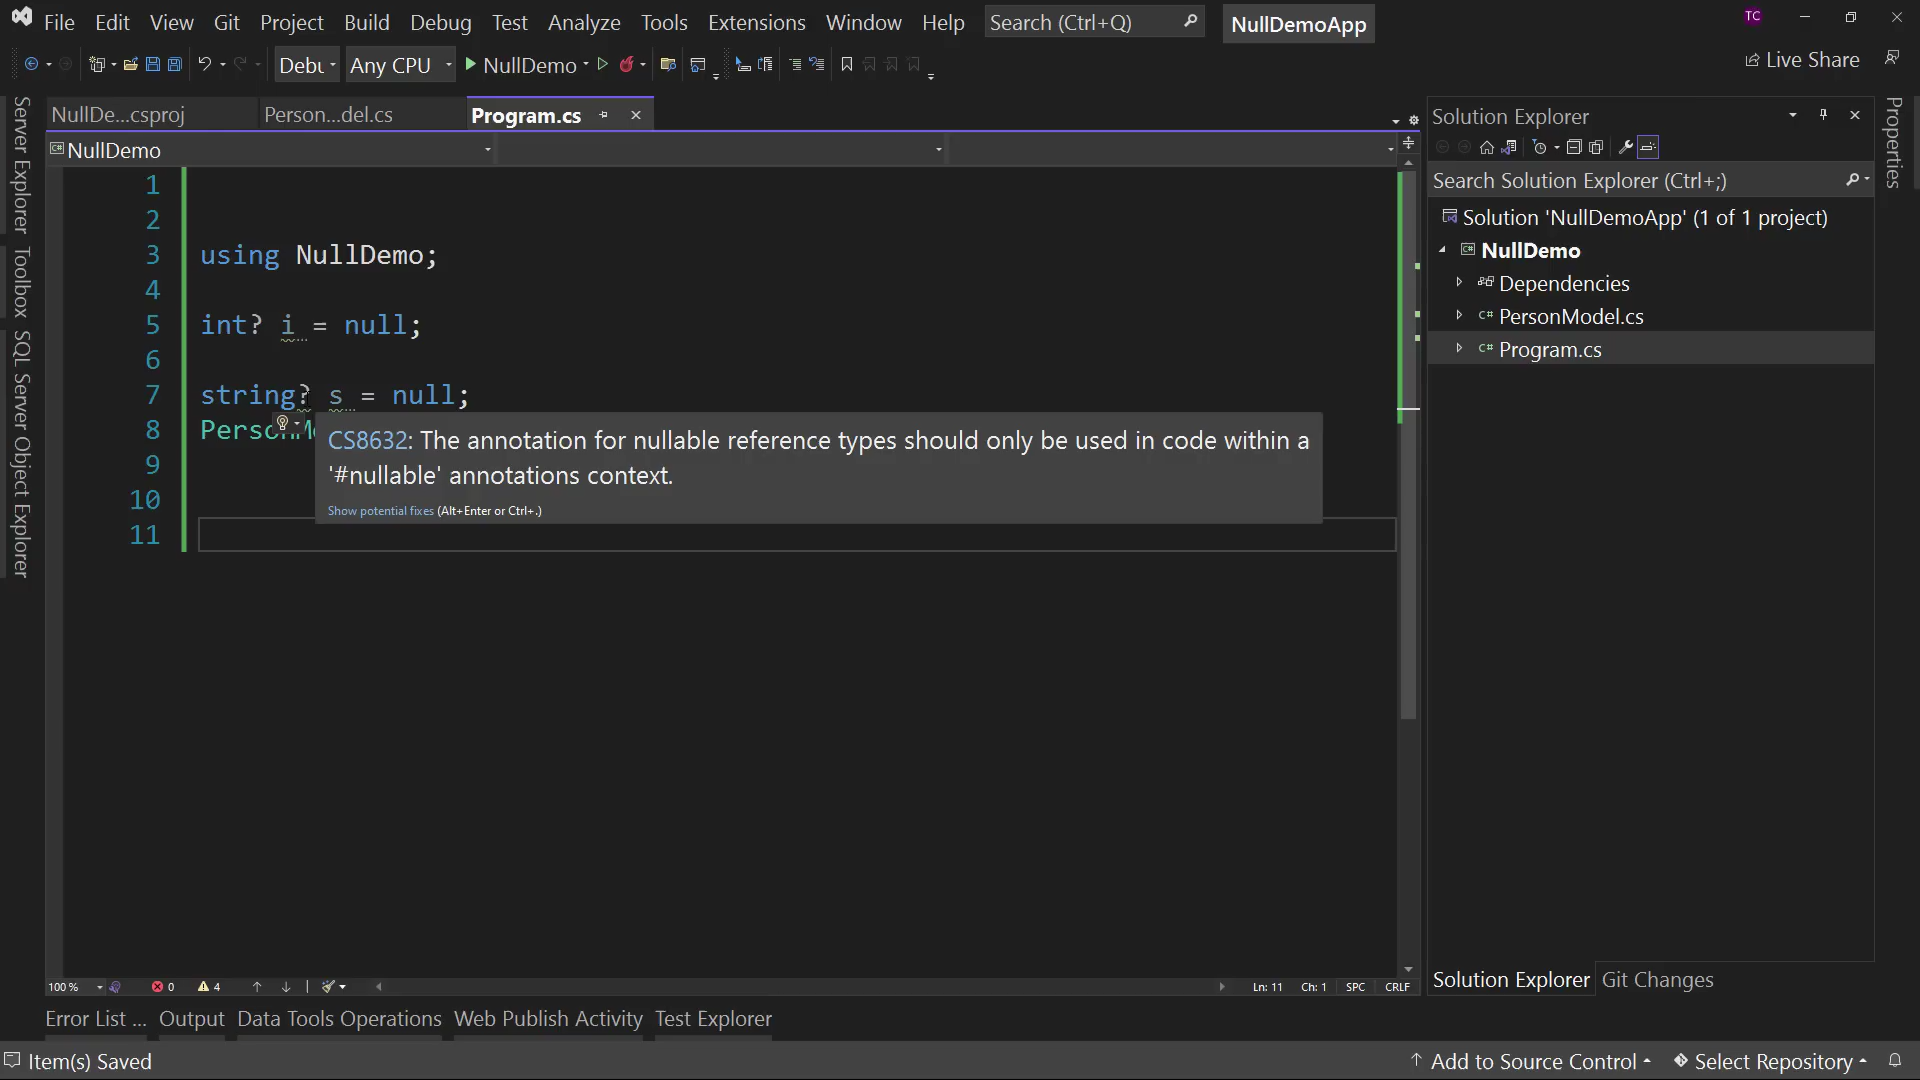 File Edit View Git Project Build Debug Test Analyze Tools Extensions Window Help Search (Ctrl+Q) NullDemoApp TC
Any CPU NullDemo Live Share
NullDe...csproj Person...del.cs Program.cs
NullDemo
1
2
3 using NullDemo;
4
5 int? i = null;
6
7 string? s = null;
8
CS8632: The annotation for nullable reference types should only be used in code within a
'#nullable' annotations context.
Show potential fixes (Alt+Enter or Ctrl+.)
9
10
11
100 % 0 4 Ln: 11 Ch: 1 SPC CRLF
Error List ... Output Data Tools Operations Web Publish Activity Test Explorer
Item(s) Saved Add to Source Control Select Repository
Server Explorer
Toolbox
SQL Server Object Explorer
Solution Explorer
Search Solution Explorer (Ctrl+;)
Solution 'NullDemoApp' (1 of 1 project)
NullDemo
Dependencies
C# PersonModel.cs
C# Program.cs
Solution Explorer Git Changes
Properties